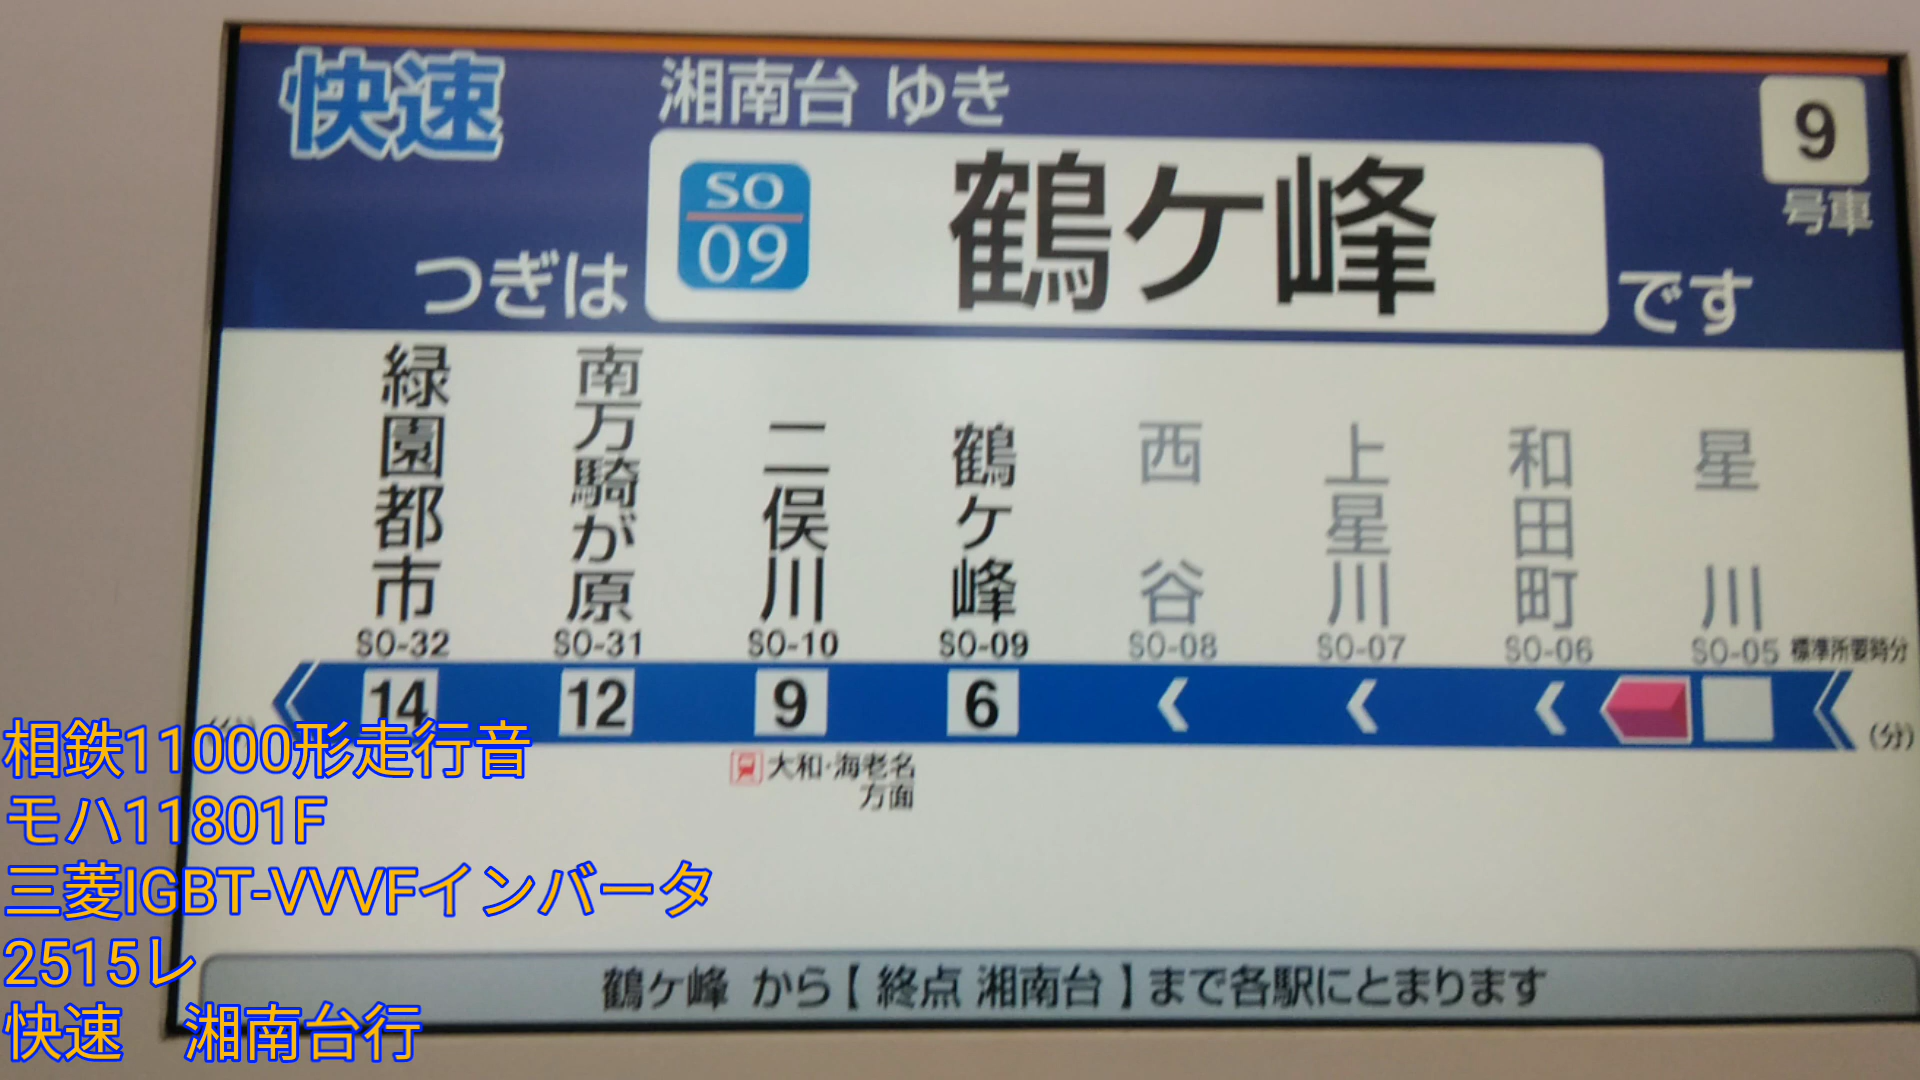 快速
湘南台 ゆき
9
号車
つぎは
SO
09
鶴ケ峰
です
緑園都市
南万騎が原
二俣川
鶴ケ峰
西谷
上星川
和田町
星川
SO-32 SO-31 SO-10 SO-09 SO-08 SO-07 SO-06 SO-05 標準所要時分
14 12 9 6 (分)
大和・海老名
方面
相鉄11000形走行音
モハ11801F
三菱IGBT-VVVFインバータ
2515レ
快速 湘南台行
鶴ケ峰 から【 終点 湘南台 】まで各駅にとまります